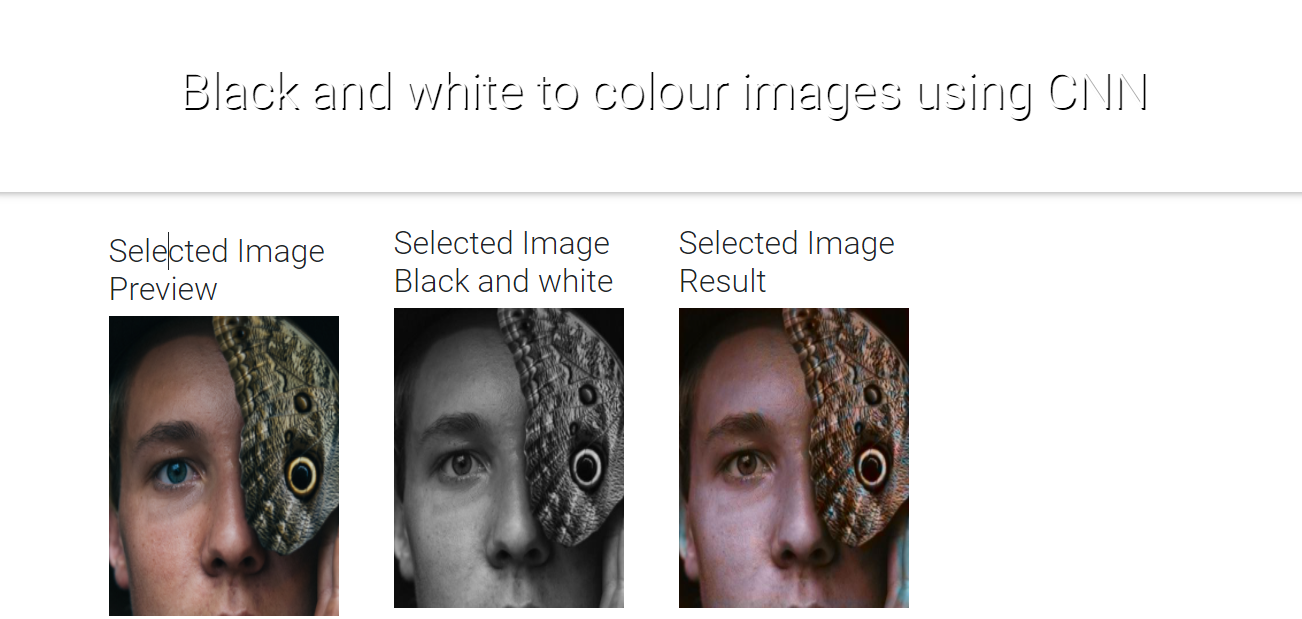 Black and white to colour images using CNN
Selected Image
Preview
Selected Image
Black and white
Selected Image
Result